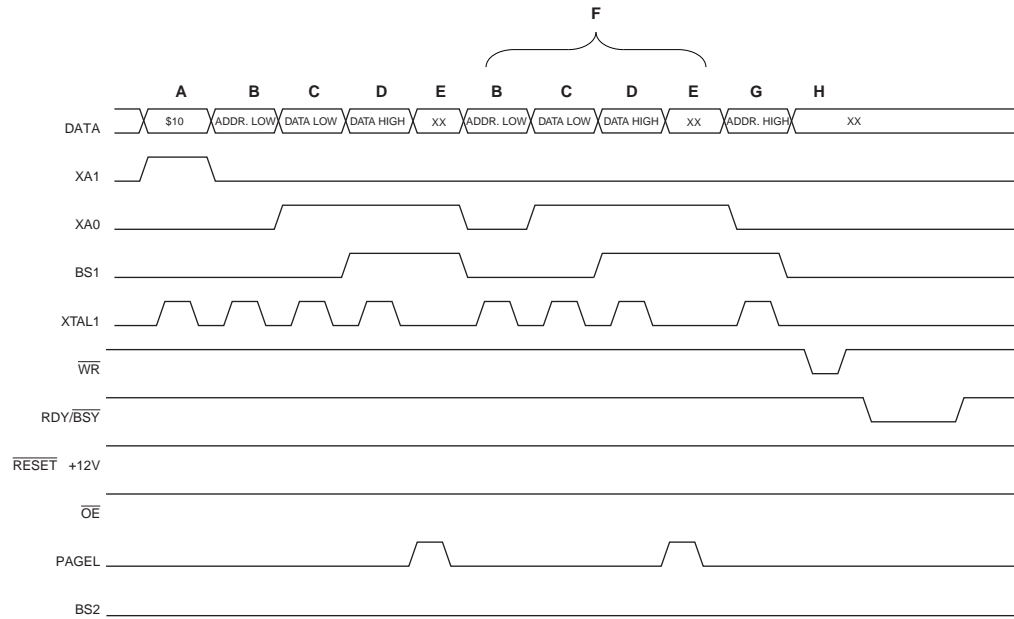 F
A B C D E B C D E G H
DATA $10 ADDR. LOW DATA LOW DATA HIGH XX ADDR. LOW DATA LOW DATA HIGH XX ADDR. HIGH XX
XA1
XA0
BS1
XTAL1
WR
RDY/BSY
RESET +12V
OE
PAGEL
BS2